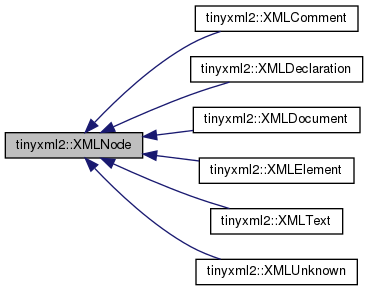 tinyxml2::XMLComment
tinyxml2::XMLDeclaration
tinyxml2::XMLDocument
tinyxml2::XMLNode
tinyxml2::XMLElement
tinyxml2::XMLText
tinyxml2::XMLUnknown